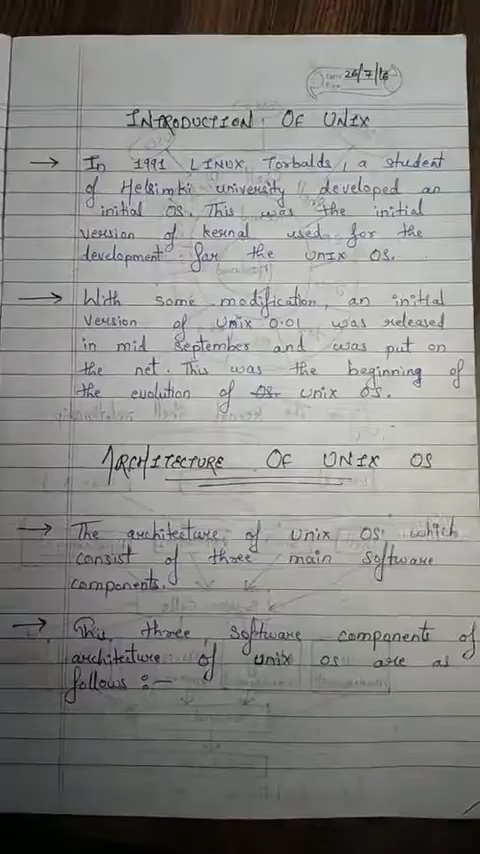 Date 26/7/16
INTRODUCTION OF UNIX
→ In 1991 LINUX, Torbalds, a student
of Helsimki university developed an
initial OS. This was the initial
version of kernal used for the
development for the UNIX OS.
→ With some modification, an initial
version of unix 0.01 was released
in mid september and was put on
the net. This was the beginning of
the evolution of OS unix OS.
ARCHITECTURE OF UNIX OS
→ The architecture of unix OS which
consist of three main software
components.
→ This three software components of
architecture of unix os are as
follows :—